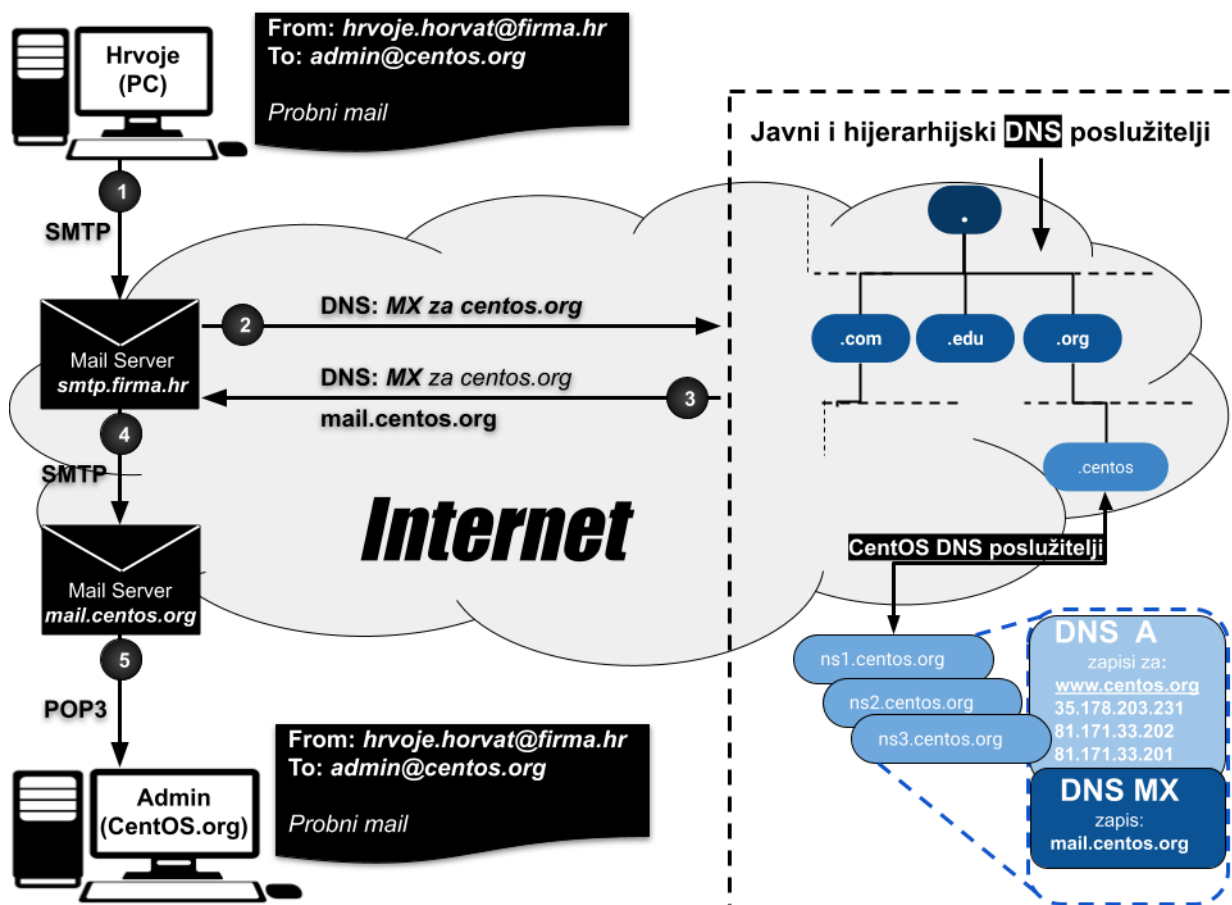 Hrvoje
(PC)
From: hrvoje.horvat@firma.hr
To: admin@centos.org
Probni mail
1
SMTP
Mail Server
smtp.firma.hr
2
DNS: MX za centos.org
DNS: MX za centos.org
3
mail.centos.org
4
SMTP
Mail Server
mail.centos.org
Internet
5
POP3
Admin
(CentOS.org)
From: hrvoje.horvat@firma.hr
To: admin@centos.org
Probni mail
Javni i hijerarhijski DNS poslužitelji
.
.com
.edu
.org
.centos
CentOS DNS poslužitelji
ns1.centos.org
ns2.centos.org
ns3.centos.org
DNS A
zapisi za:
www.centos.org
35.178.203.231
81.171.33.202
81.171.33.201
DNS MX
zapis:
mail.centos.org